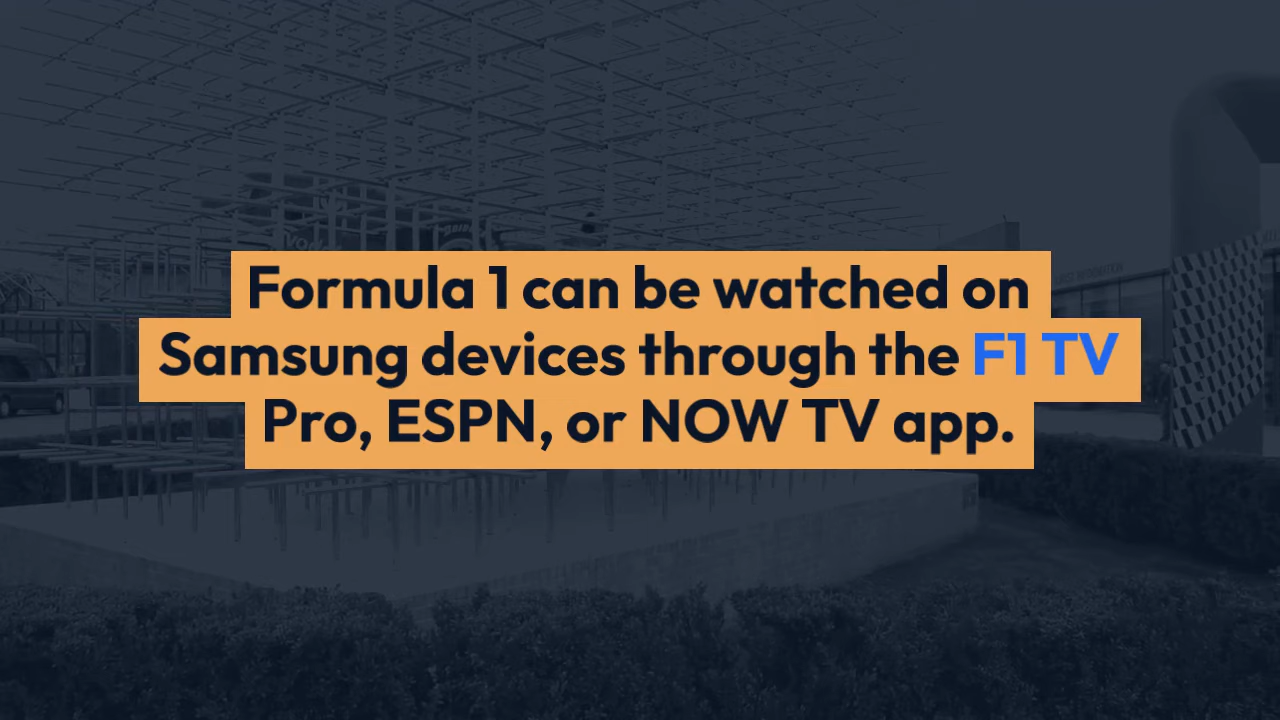 Formula 1 can be watched on
Samsung devices through the F1 TV
Pro, ESPN, or NOW TV app.